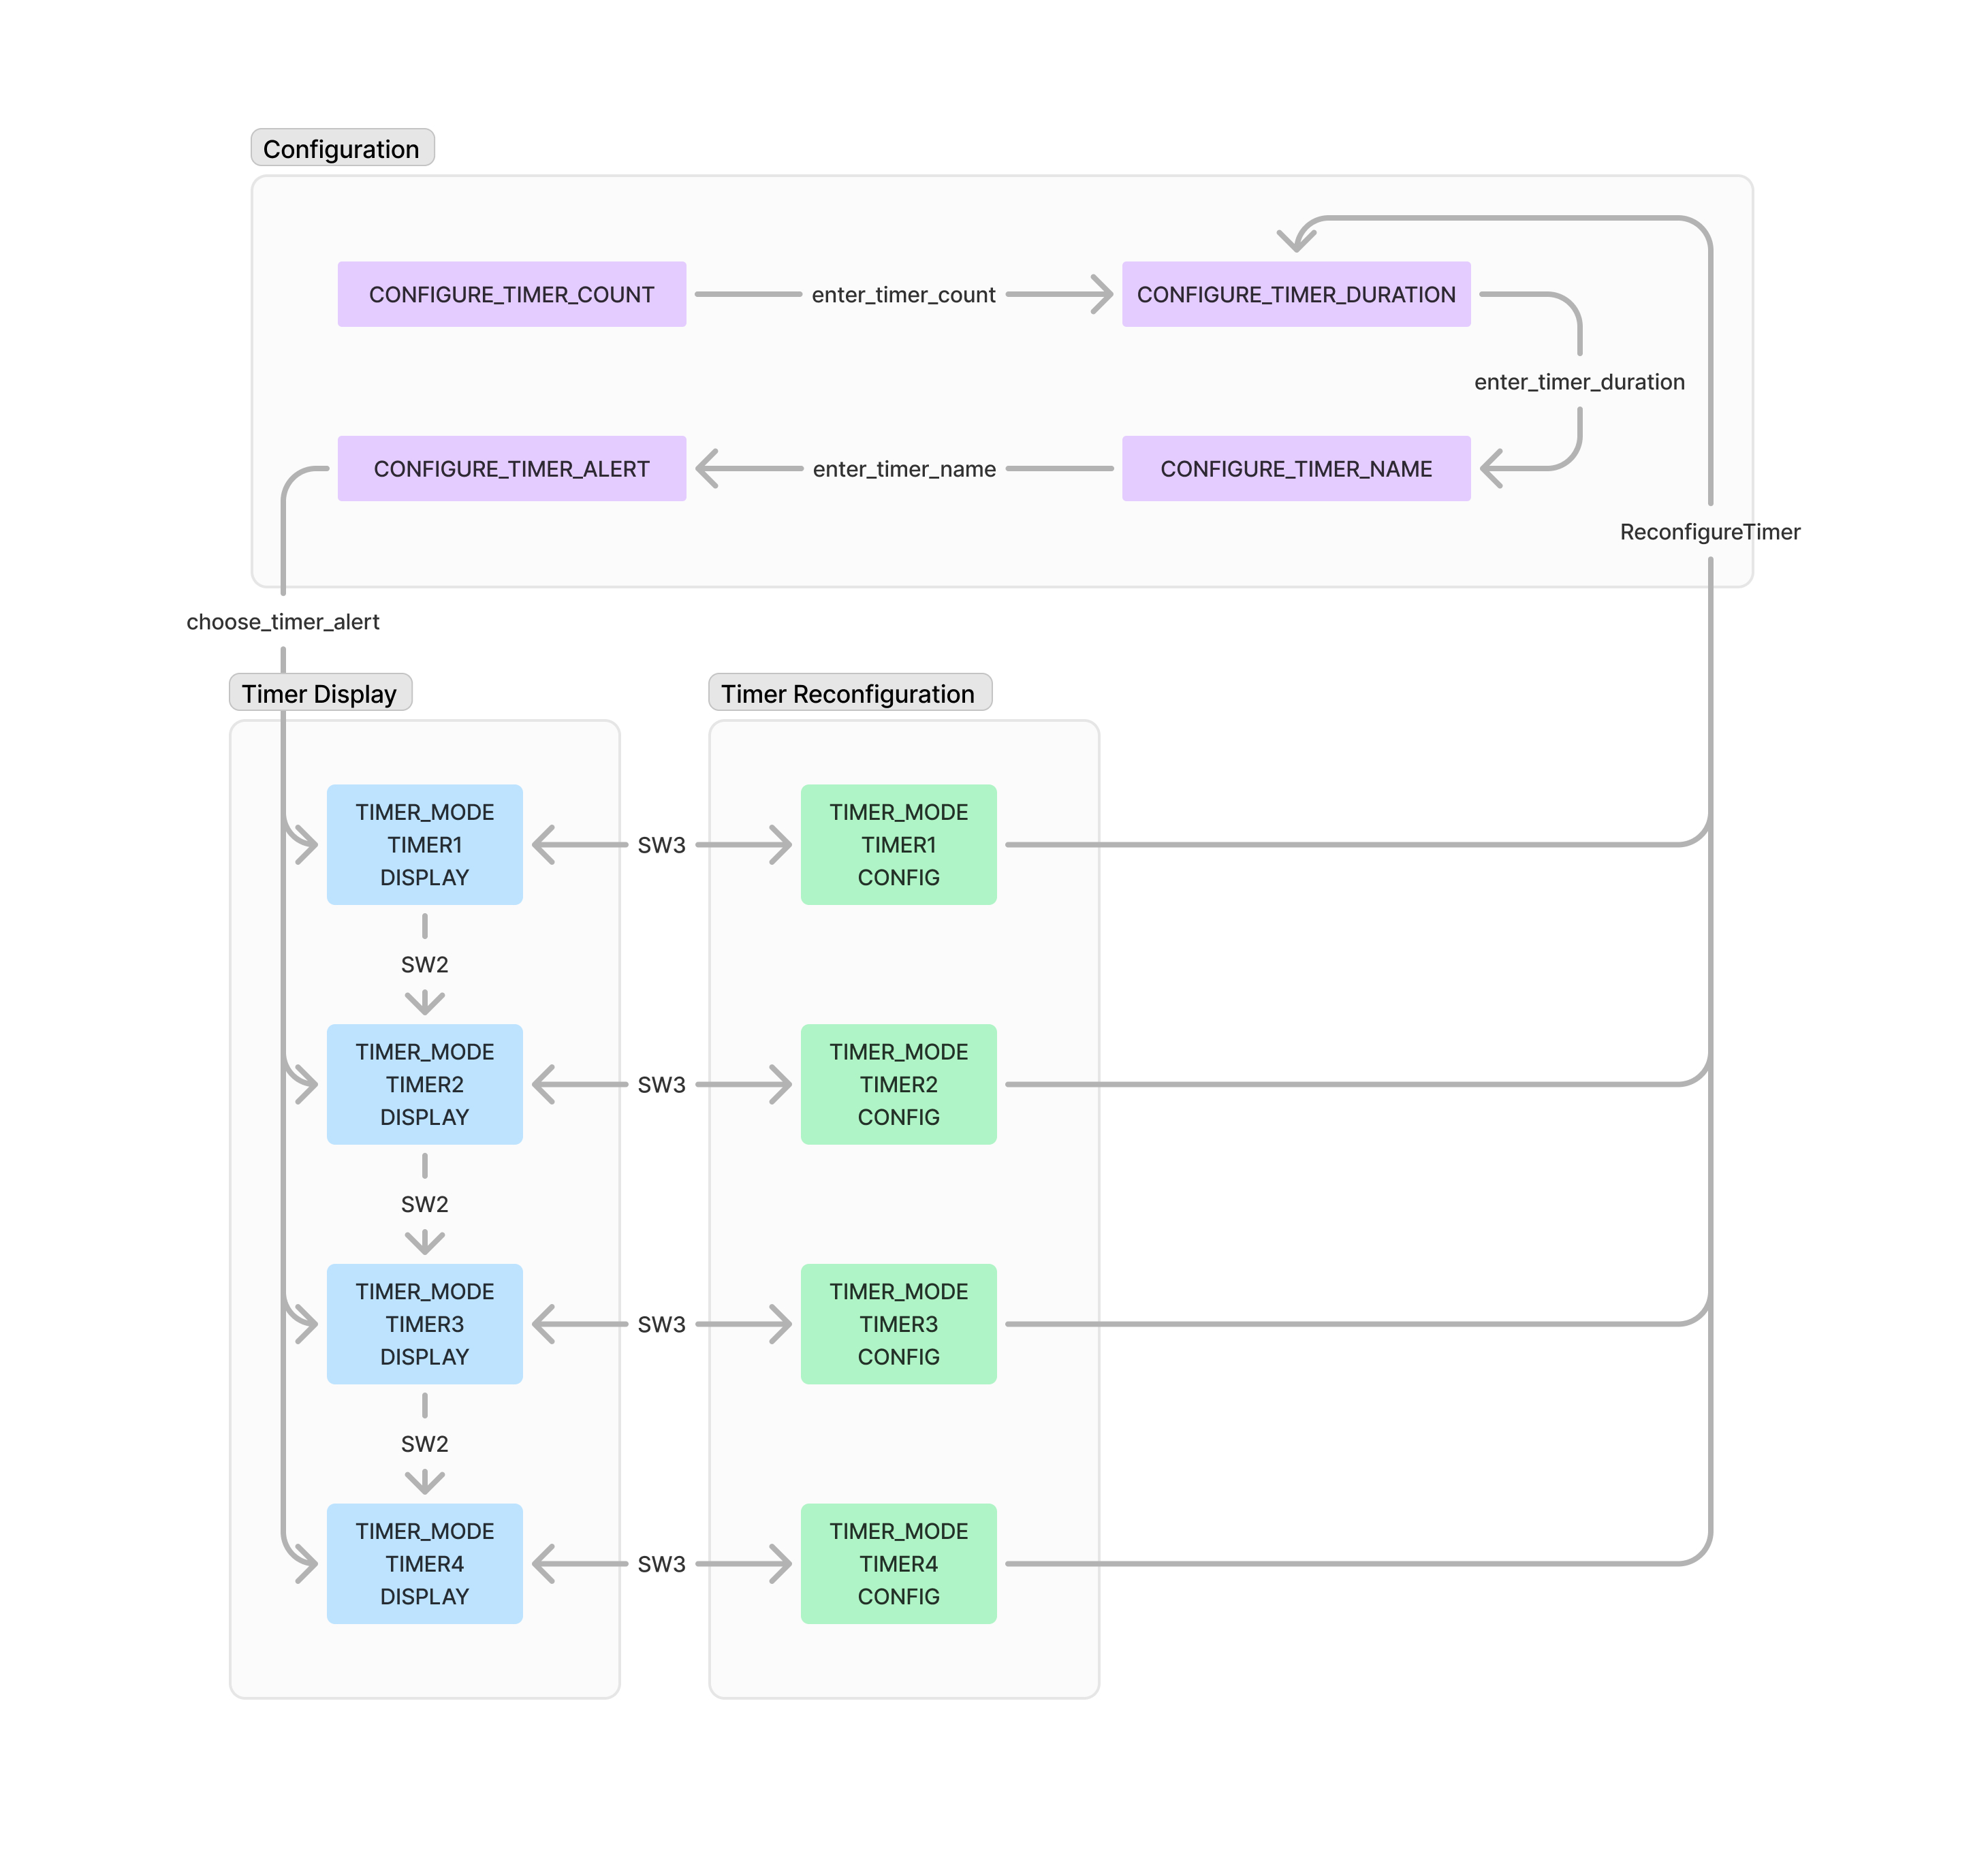 Configuration
CONFIGURE_TIMER_COUNT
enter_timer_count
CONFIGURE_TIMER_DURATION
enter_timer_duration
CONFIGURE_TIMER_ALERT
enter_timer_name
CONFIGURE_TIMER_NAME
ReconfigureTimer
choose_timer_alert
Timer Display
Timer Reconfiguration
TIMER_MODE
TIMER1
DISPLAY
SW3
TIMER_MODE
TIMER1
CONFIG
SW2
TIMER_MODE
TIMER2
DISPLAY
SW3
TIMER_MODE
TIMER2
CONFIG
SW2
TIMER_MODE
TIMER3
DISPLAY
SW3
TIMER_MODE
TIMER3
CONFIG
SW2
TIMER_MODE
TIMER4
DISPLAY
SW3
TIMER_MODE
TIMER4
CONFIG